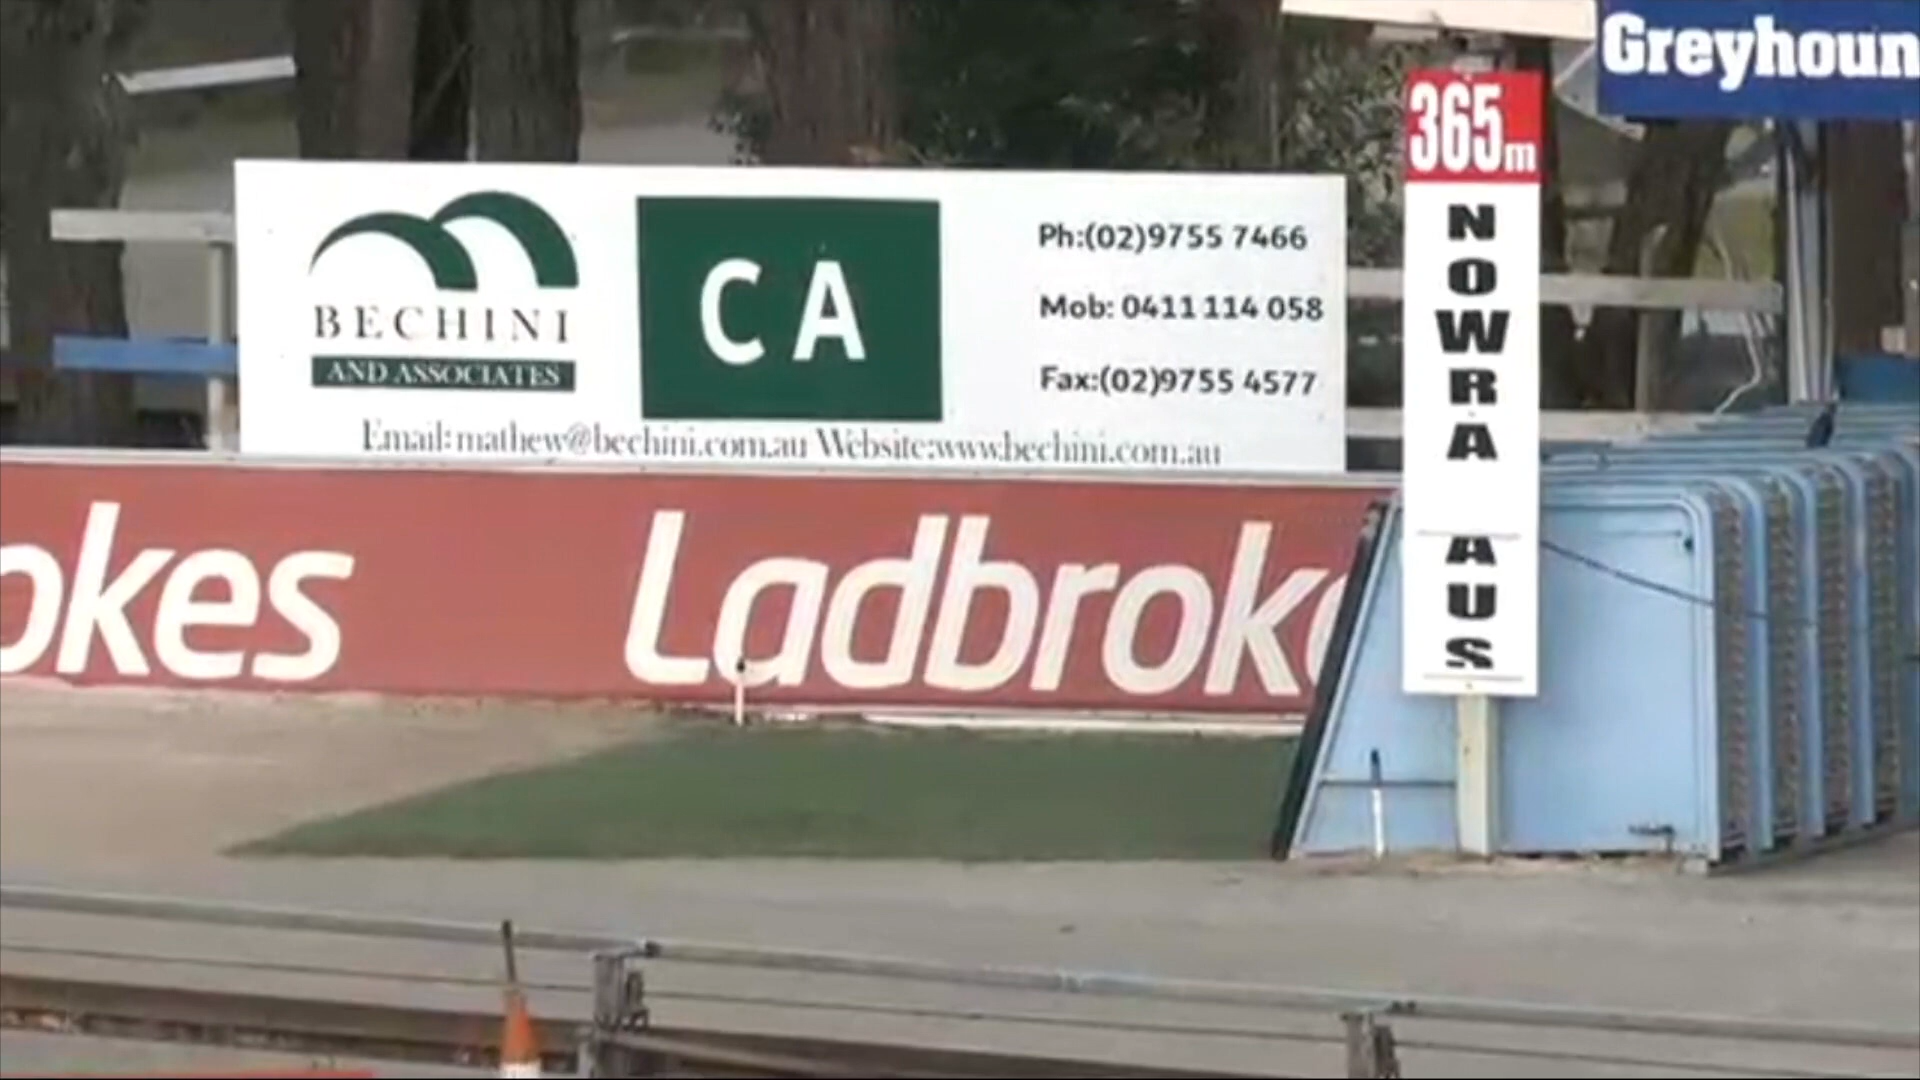 Greyhoun
365m
NOWRA
AUS
BECHINI
AND ASSOCIATES
CA
Ph:(02)9755 7466
Mob: 0411 114 058
Fax:(02)9755 4577
Email:mathew@bechini.com.au Website:www.bechini.com.au
okes
Ladbrok